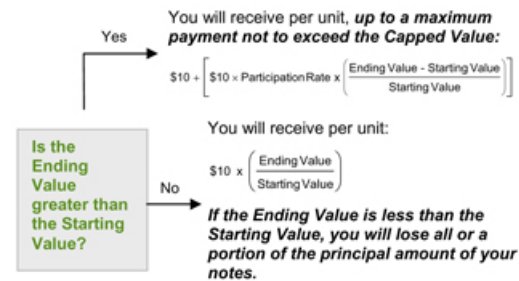 Yes
You will receive per unit, up to a maximum
payment not to exceed the Capped Value:
$10 + [ $10 × Participation Rate x ( Ending Value - Starting Value / Starting Value ) ]
Is the
Ending
Value
greater than
the Starting
Value?
No
You will receive per unit:
$10 x ( Ending Value / Starting Value )
If the Ending Value is less than the
Starting Value, you will lose all or a
portion of the principal amount of your
notes.